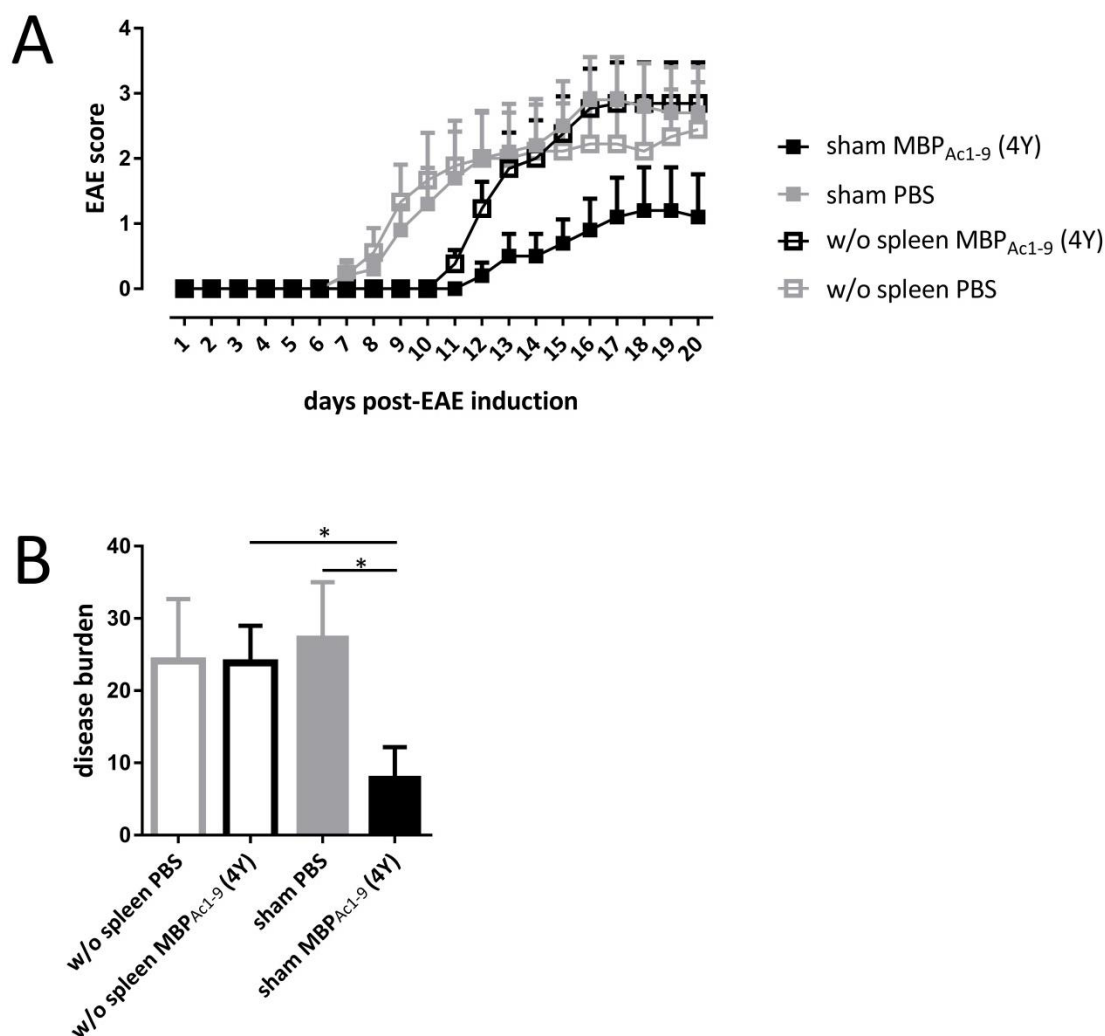 A
4
3
2
1
0
EAE score
1 2 3 4 5 6 7 8 9 10 11 12 13 14 15 16 17 18 19 20
days post-EAE induction
sham MBPAc1-9 (4Y)
sham PBS
w/o spleen MBPAc1-9 (4Y)
w/o spleen PBS
B
40
30
20
10
0
disease burden
*
*
w/o spleen PBS
w/o spleen MBPAc1-9 (4Y)
sham PBS
sham MBPAc1-9 (4Y)